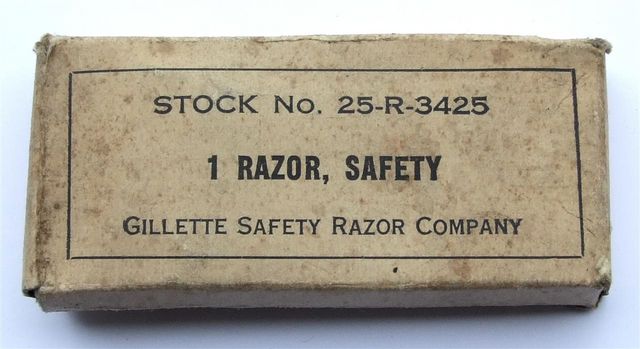 STOCK No. 25-R-3425
1 RAZOR, SAFETY
GILLETTE SAFETY RAZOR COMPANY